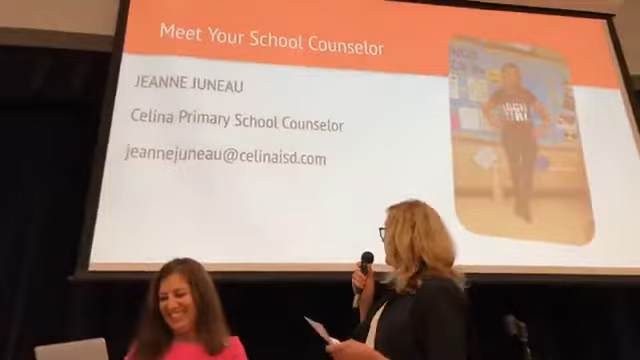 Meet Your School Counselor
JEANNE JUNEAU
Celina Primary School Counselor
jeannejuneau@celinaisd.com